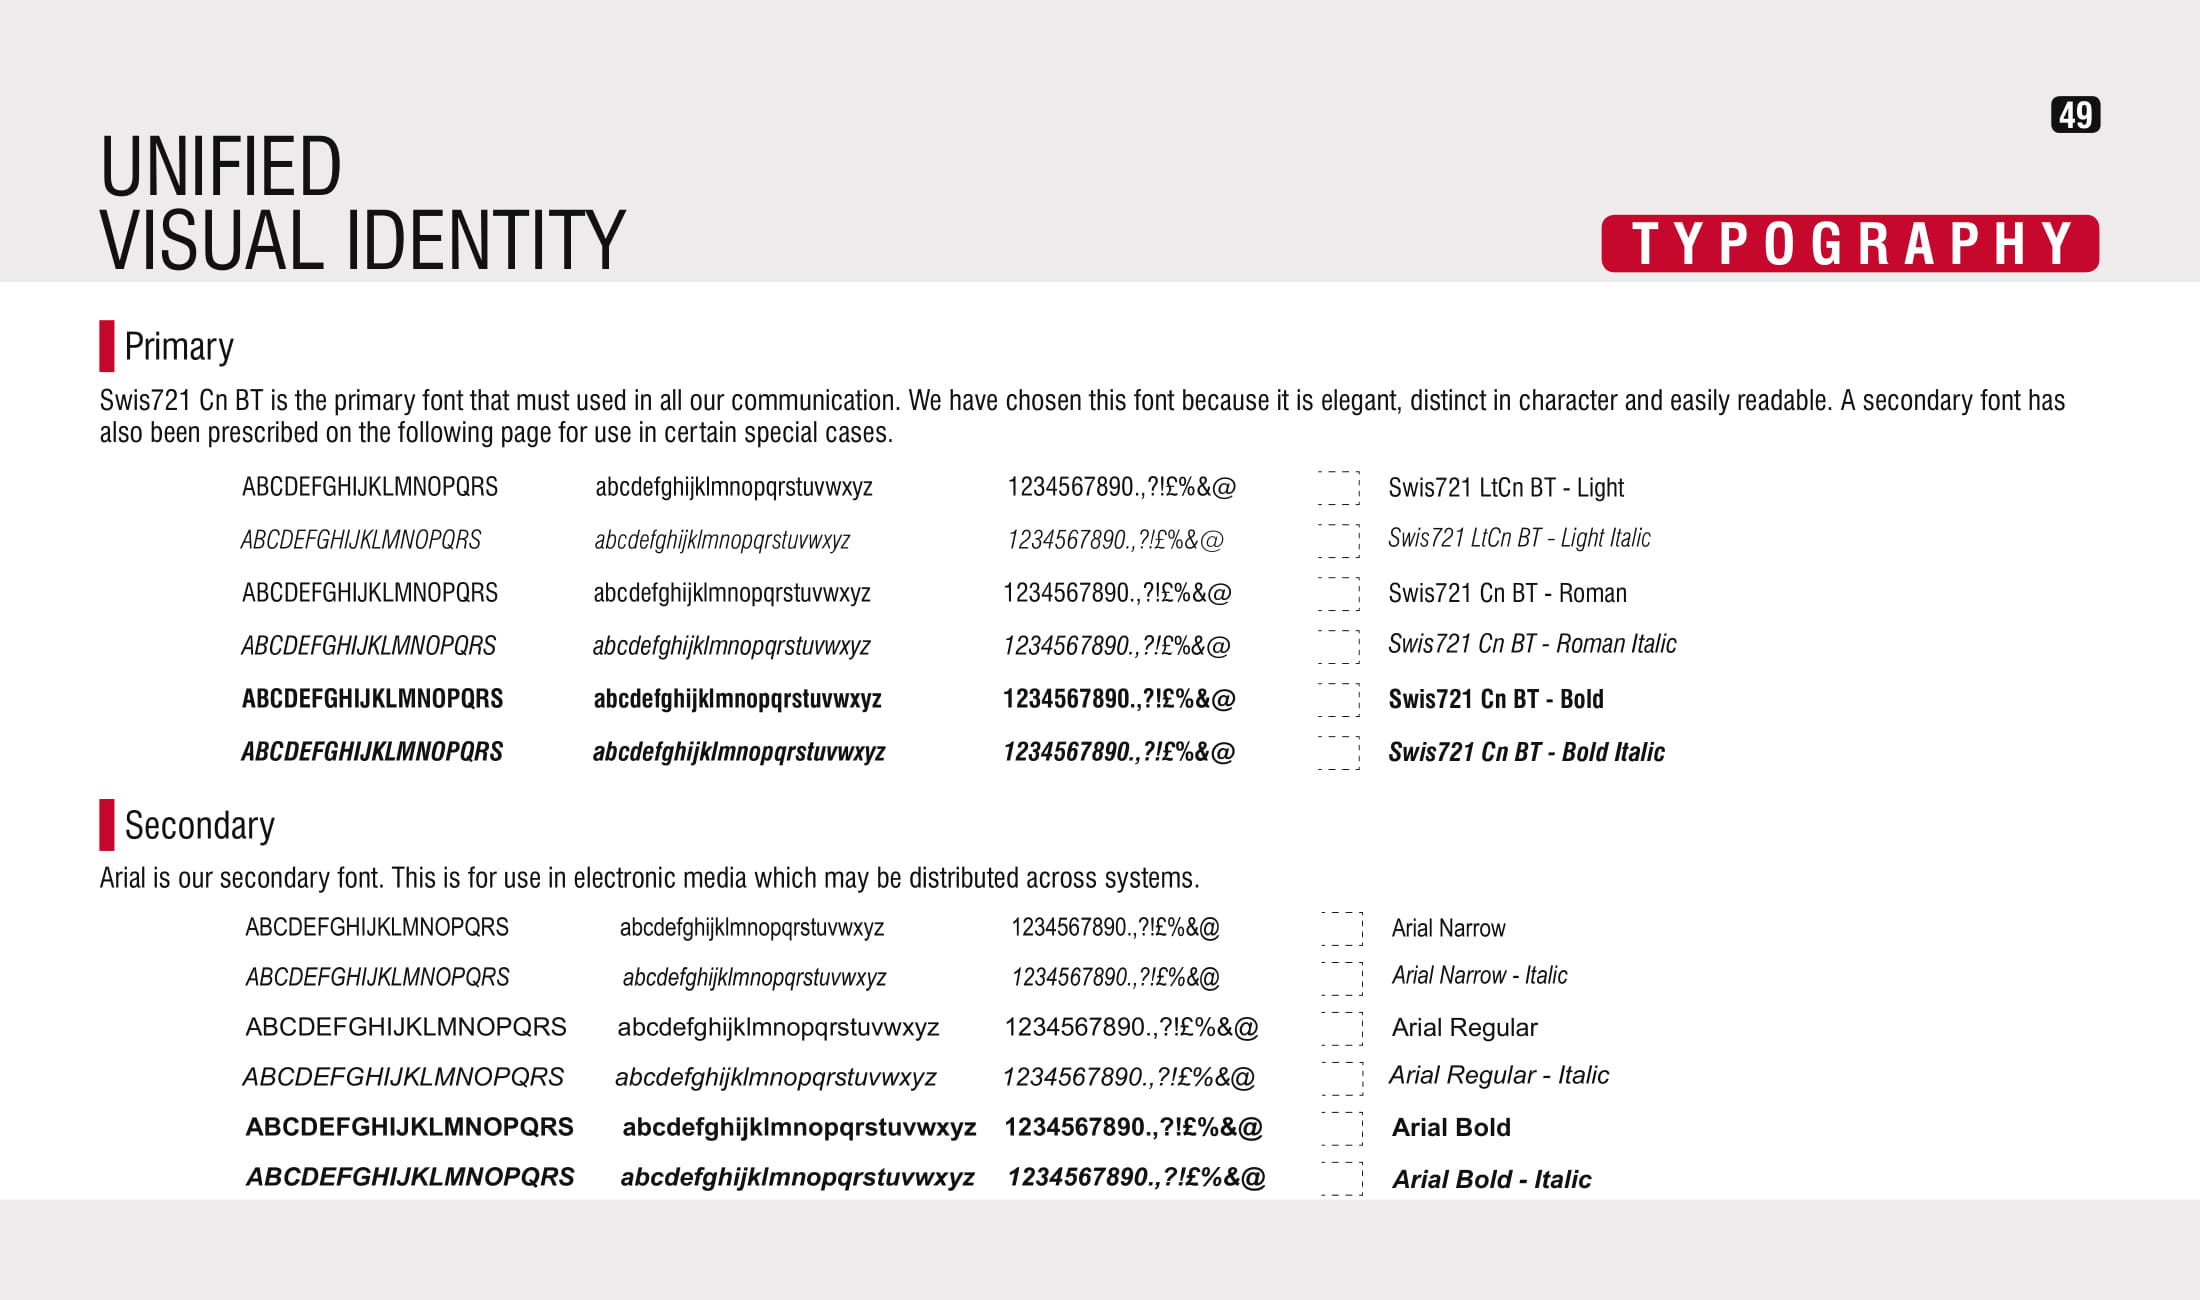 49
UNIFIED
VISUAL IDENTITY
TYPOGRAPHY
Primary
Swis721 Cn BT is the primary font that must used in all our communication. We have chosen this font because it is elegant, distinct in character and easily readable. A secondary font has
also been prescribed on the following page for use in certain special cases.
ABCDEFGHIJKLMNOPQRS abcdefghijklmnopqrstuvwxyz 1234567890.,?!£%&@ Swis721 LtCn BT - Light
ABCDEFGHIJKLMNOPQRS abcdefghijklmnopqrstuvwxyz 1234567890.,?!£%&@ Swis721 LtCn BT - Light Italic
ABCDEFGHIJKLMNOPQRS abcdefghijklmnopqrstuvwxyz 1234567890.,?!£%&@ Swis721 Cn BT - Roman
ABCDEFGHIJKLMNOPQRS abcdefghijklmnopqrstuvwxyz 1234567890.,?!£%&@ Swis721 Cn BT - Roman Italic
ABCDEFGHIJKLMNOPQRS abcdefghijklmnopqrstuvwxyz 1234567890.,?!£%&@ Swis721 Cn BT - Bold
ABCDEFGHIJKLMNOPQRS abcdefghijklmnopqrstuvwxyz 1234567890.,?!£%&@ Swis721 Cn BT - Bold Italic
Secondary
Arial is our secondary font. This is for use in electronic media which may be distributed across systems.
ABCDEFGHIJKLMNOPQRS abcdefghijklmnopqrstuvwxyz 1234567890.,?!£%&@ Arial Narrow
ABCDEFGHIJKLMNOPQRS abcdefghijklmnopqrstuvwxyz 1234567890.,?!£%&@ Arial Narrow - Italic
ABCDEFGHIJKLMNOPQRS abcdefghijklmnopqrstuvwxyz 1234567890.,?!£%&@ Arial Regular
ABCDEFGHIJKLMNOPQRS abcdefghijklmnopqrstuvwxyz 1234567890.,?!£%&@ Arial Regular - Italic
ABCDEFGHIJKLMNOPQRS abcdefghijklmnopqrstuvwxyz 1234567890.,?!£%&@ Arial Bold
ABCDEFGHIJKLMNOPQRS abcdefghijklmnopqrstuvwxyz 1234567890.,?!£%&@ Arial Bold - Italic